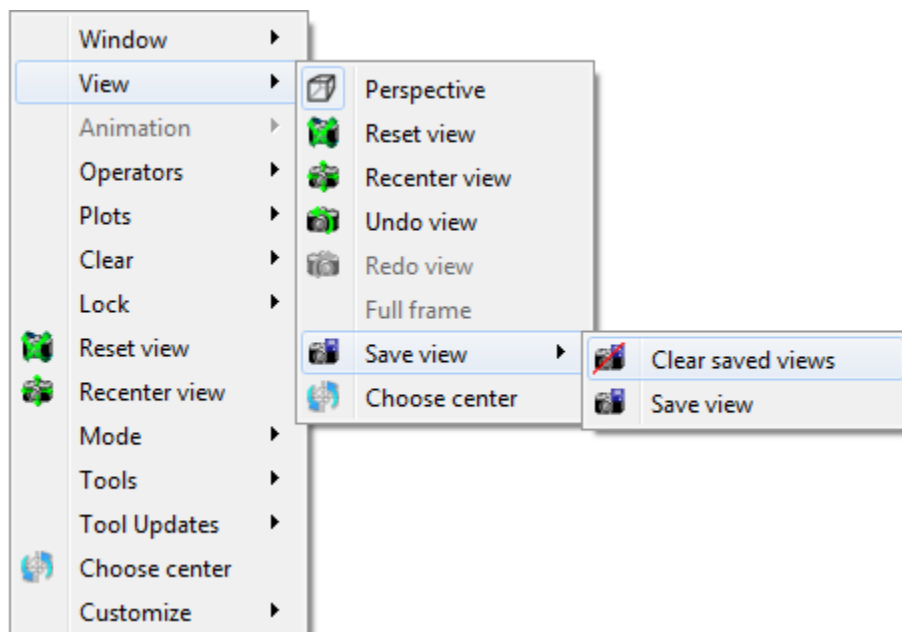 Window
View
Animation
Operators
Plots
Clear
Lock
Reset view
Recenter view
Mode
Tools
Tool Updates
Choose center
Customize
Perspective
Reset view
Recenter view
Undo view
Redo view
Full frame
Save view
Choose center
Clear saved views
Save view